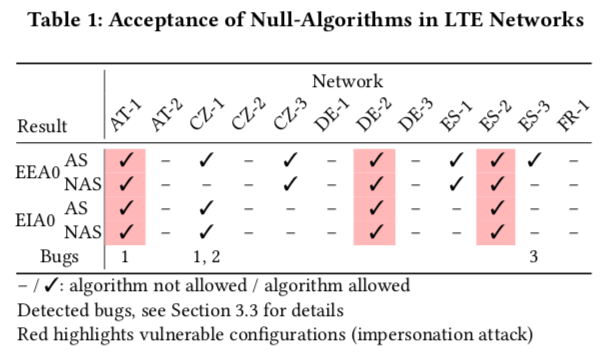 Table 1: Acceptance of Null-Algorithms in LTE Networks
Network
Result AT-1 AT-2 CZ-1 CZ-2 CZ-3 DE-1 DE-2 DE-3 ES-1 ES-2 ES-3 FR-1
EEA0 AS ✓ – ✓ – ✓ – ✓ – ✓ ✓ ✓ –
NAS ✓ – – – ✓ – ✓ – ✓ ✓ – –
EIA0 AS ✓ – ✓ – – – ✓ – – ✓ – –
NAS ✓ – ✓ – – – ✓ – – ✓ – –
Bugs 1 1, 2 3
– / ✓: algorithm not allowed / algorithm allowed
Detected bugs, see Section 3.3 for details
Red highlights vulnerable configurations (impersonation attack)